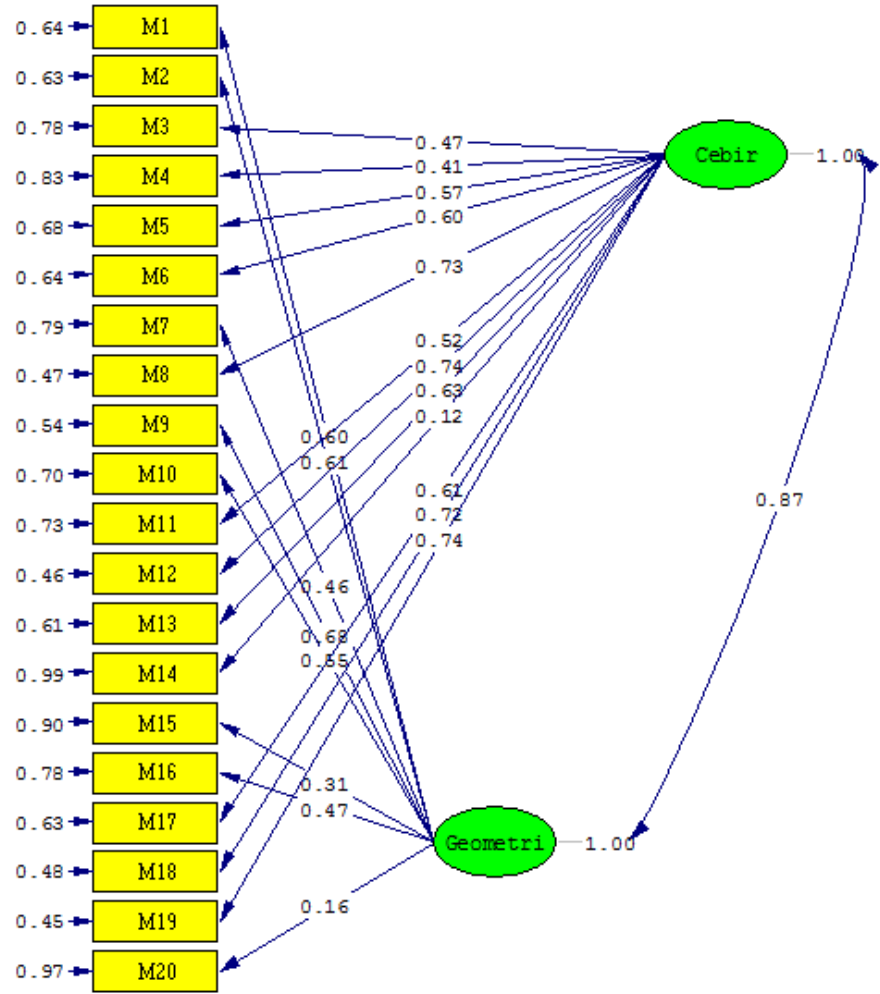 0.64 M1
0.63 M2
0.78 M3
0.83 M4
0.68 M5
0.64 M6
0.79 M7
0.47 M8
0.54 M9
0.70 M10
0.73 M11
0.46 M12
0.61 M13
0.99 M14
0.90 M15
0.78 M16
0.63 M17
0.48 M18
0.45 M19
0.97 M20
0.60
0.61
0.46
0.68
0.55
0.31
0.47
0.16
0.47
0.41
0.57
0.60
0.73
0.52
0.74
0.63
0.12
0.61
0.72
0.74
Cebir 1.00
0.87
Geometri 1.00